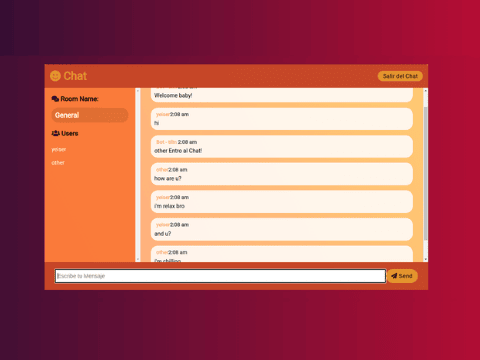 Chat
Salir del Chat
Room Name:
General
Users
yeiser
other
Welcome baby!
yeiser 2:08 am
hi
2:08 am
other Entro al Chat!
other 2:08 am
how are u?
yeiser 2:08 am
i'm relax bro
yeiser 2:08 am
and u?
other 2:08 am
i'm chilling
Escribe tu Mensaje
Send